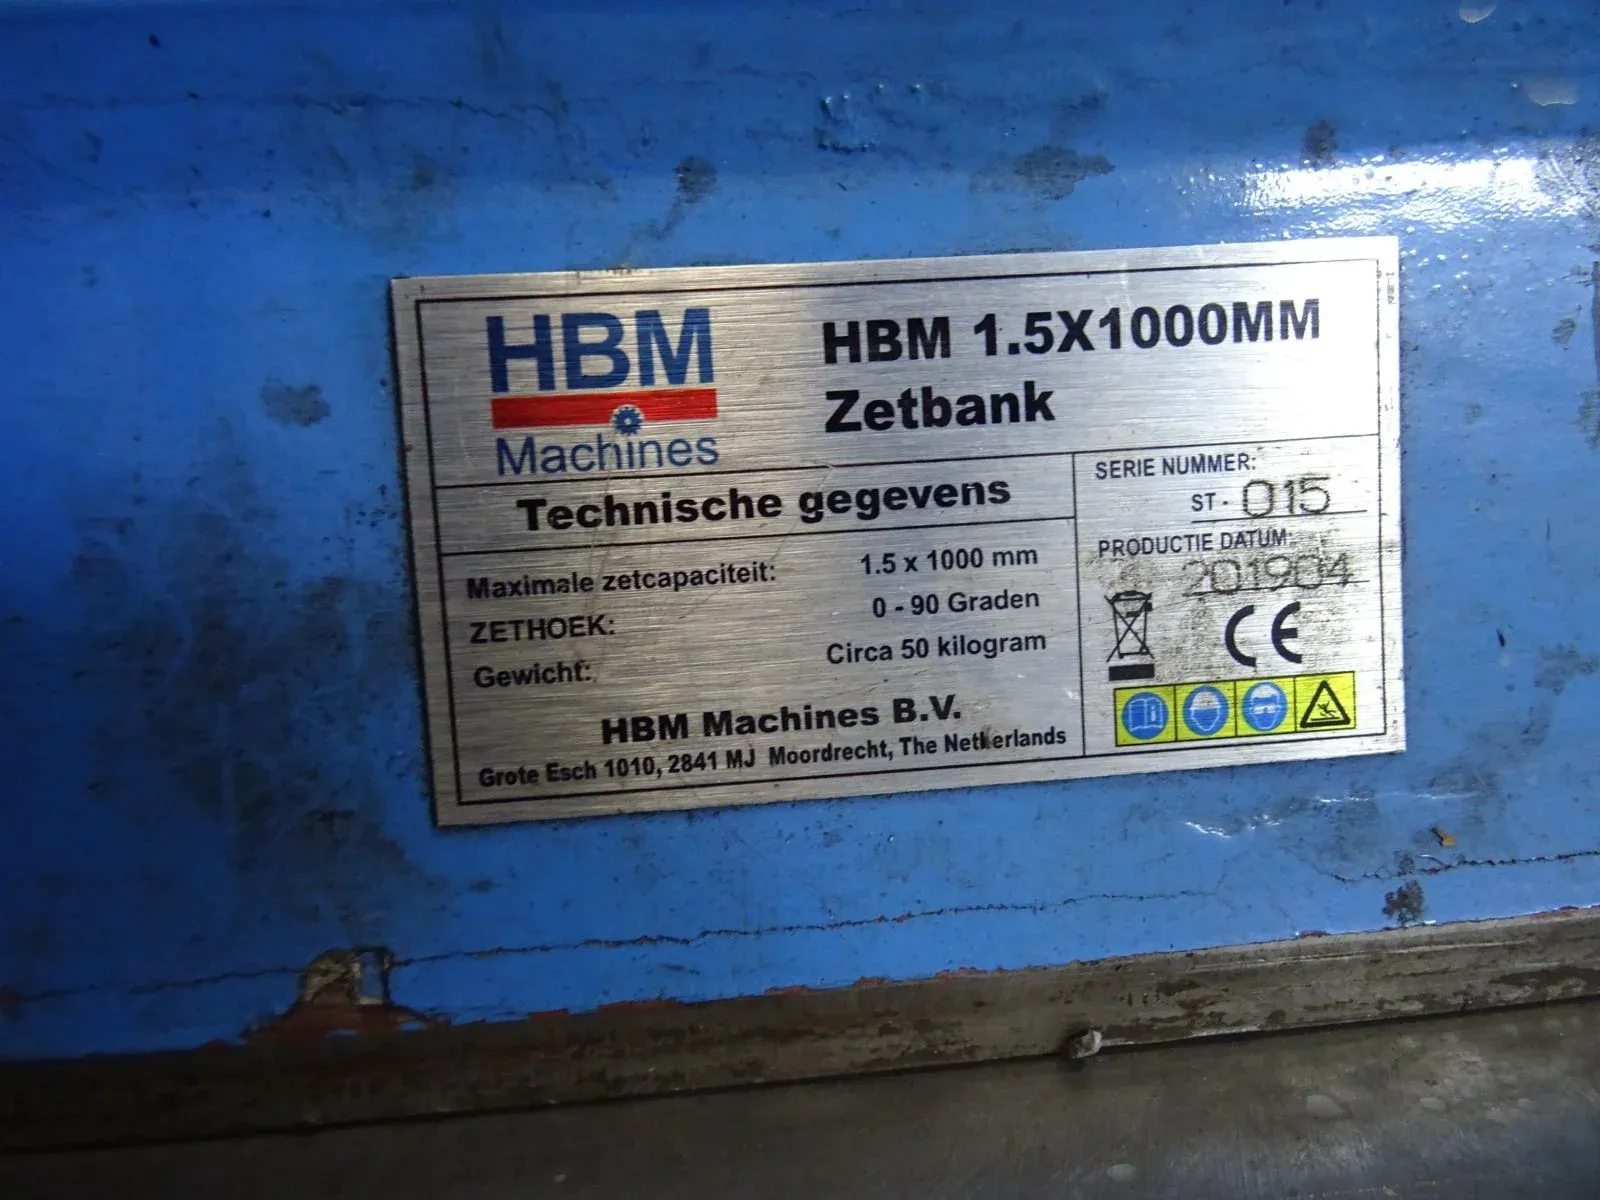 HBM
Machines
HBM 1.5X1000MM
Zetbank
Technische gegevens
Maximale zetcapaciteit: 1.5 x 1000 mm
ZETHOEK: 0 - 90 Graden
Gewicht: Circa 50 kilogram
HBM Machines B.V.
Grote Esch 1010, 2841 MJ Moordrecht, The Netherlands
SERIE NUMMER:
ST - 015
PRODUCTIE DATUM:
201904
CE